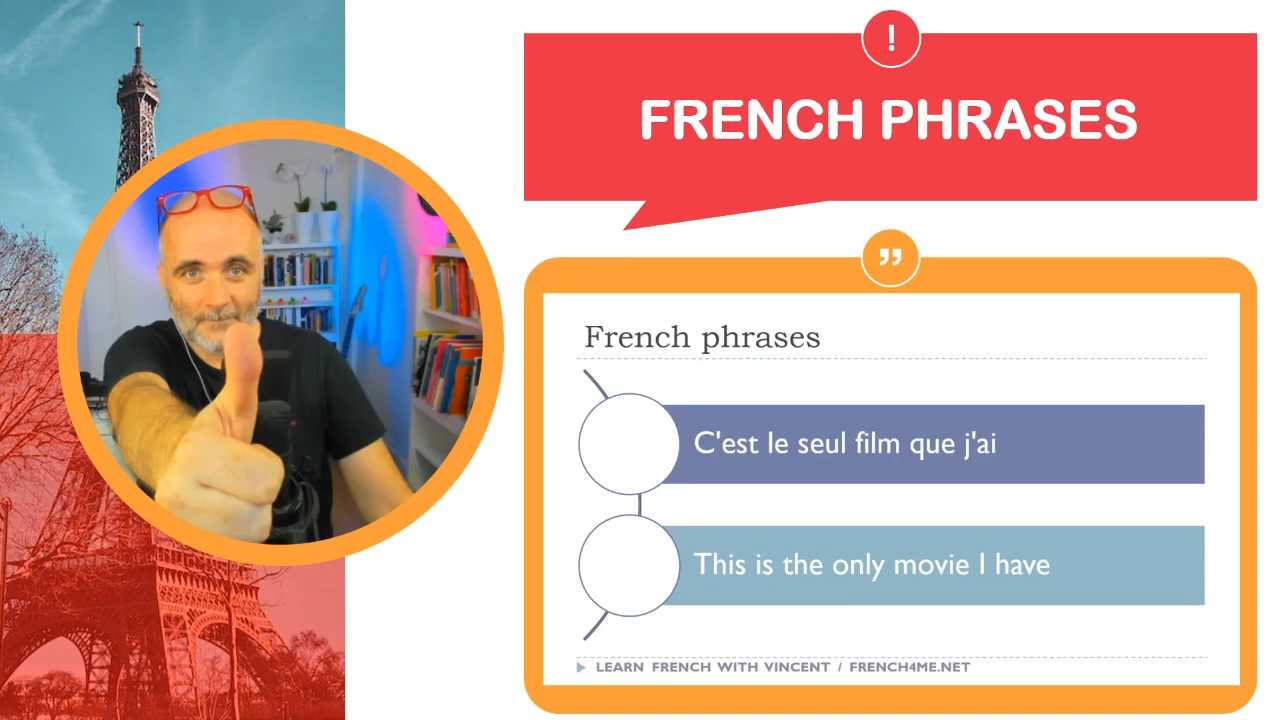 FRENCH PHRASES
French phrases
C'est le seul film que j'ai
This is the only movie I have
LEARN FRENCH WITH VINCENT / FRENCH4ME.NET